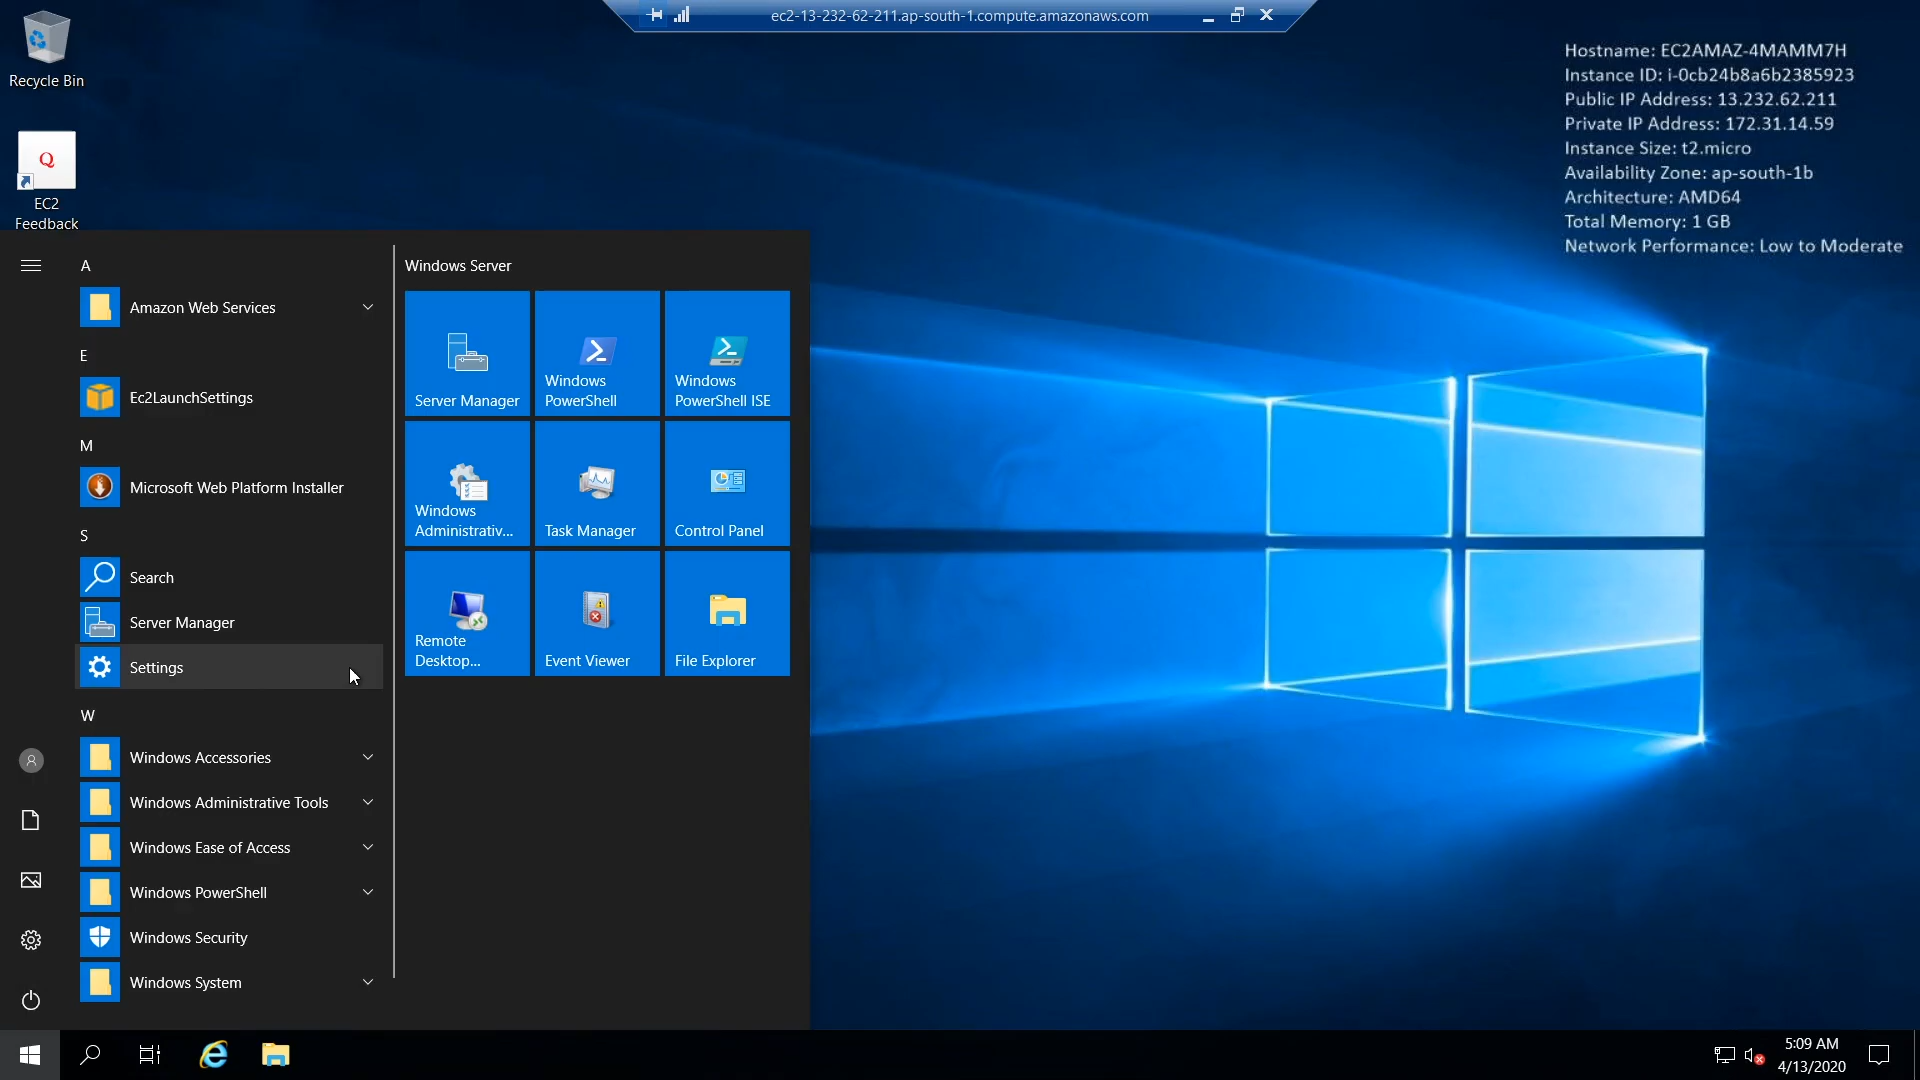 ec2-13-232-62-211.ap-south-1.compute.amazonaws.com
Recycle Bin
Q
EC2
Feedback
Hostname: EC2AMAZ-4MAMM7H
Instance ID: i-0cb24b8a6b2385923
Public IP Address: 13.232.62.211
Private IP Address: 172.31.14.59
Instance Size: t2.micro
Availability Zone: ap-south-1b
Architecture: AMD64
Total Memory: 1 GB
Network Performance: Low to Moderate
A
Amazon Web Services
E
Ec2LaunchSettings
M
Microsoft Web Platform Installer
S
Search
Server Manager
Settings
W
Windows Accessories
Windows Administrative Tools
Windows Ease of Access
Windows PowerShell
Windows Security
Windows System
Windows Server
Server Manager
Windows
PowerShell
Windows
PowerShell ISE
Windows
Administrativ...
Task Manager
Control Panel
Remote
Desktop...
Event Viewer
File Explorer
5:09 AM
4/13/2020